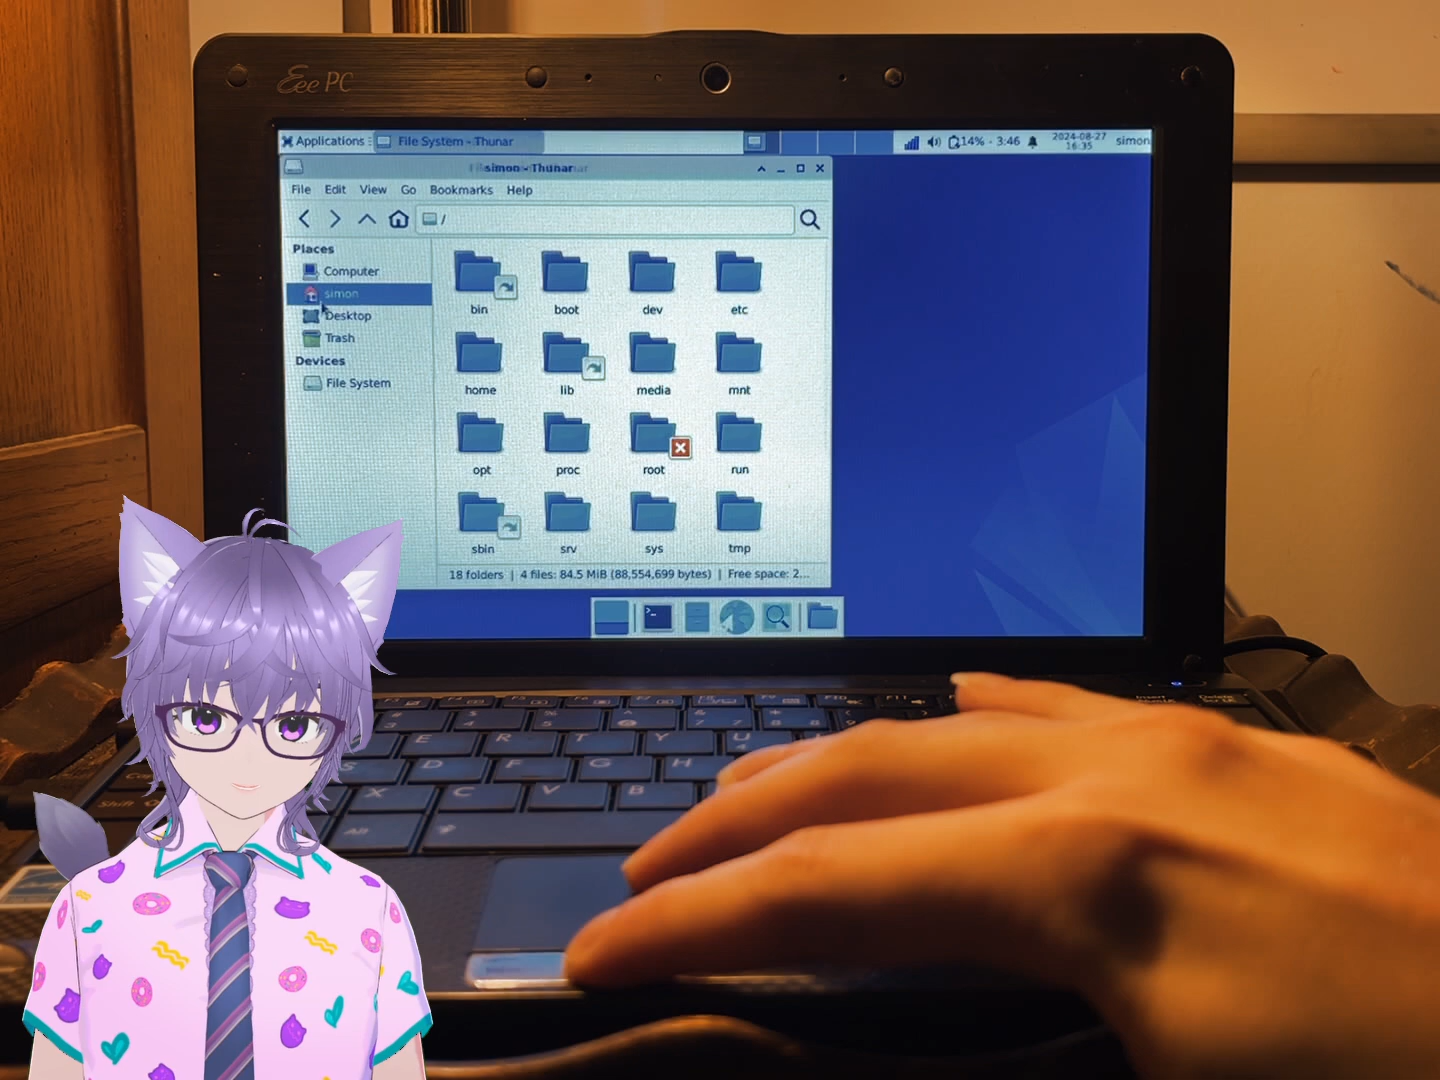 Eee PC
Applications
File System - Thunar
14% - 3:46
2024-08-27
16:35
simon
simon - Thunar
File Edit View Go Bookmarks Help
/
Places
Computer
simon
Desktop
Trash
Devices
File System
bin boot dev etc
home lib media mnt
opt proc root run
sbin srv sys tmp
18 folders | 4 files: 84.5 MiB (88,554,699 bytes) | Free space: 2...
E R T Y U
S D F G H
X C V B
Shift
Alt